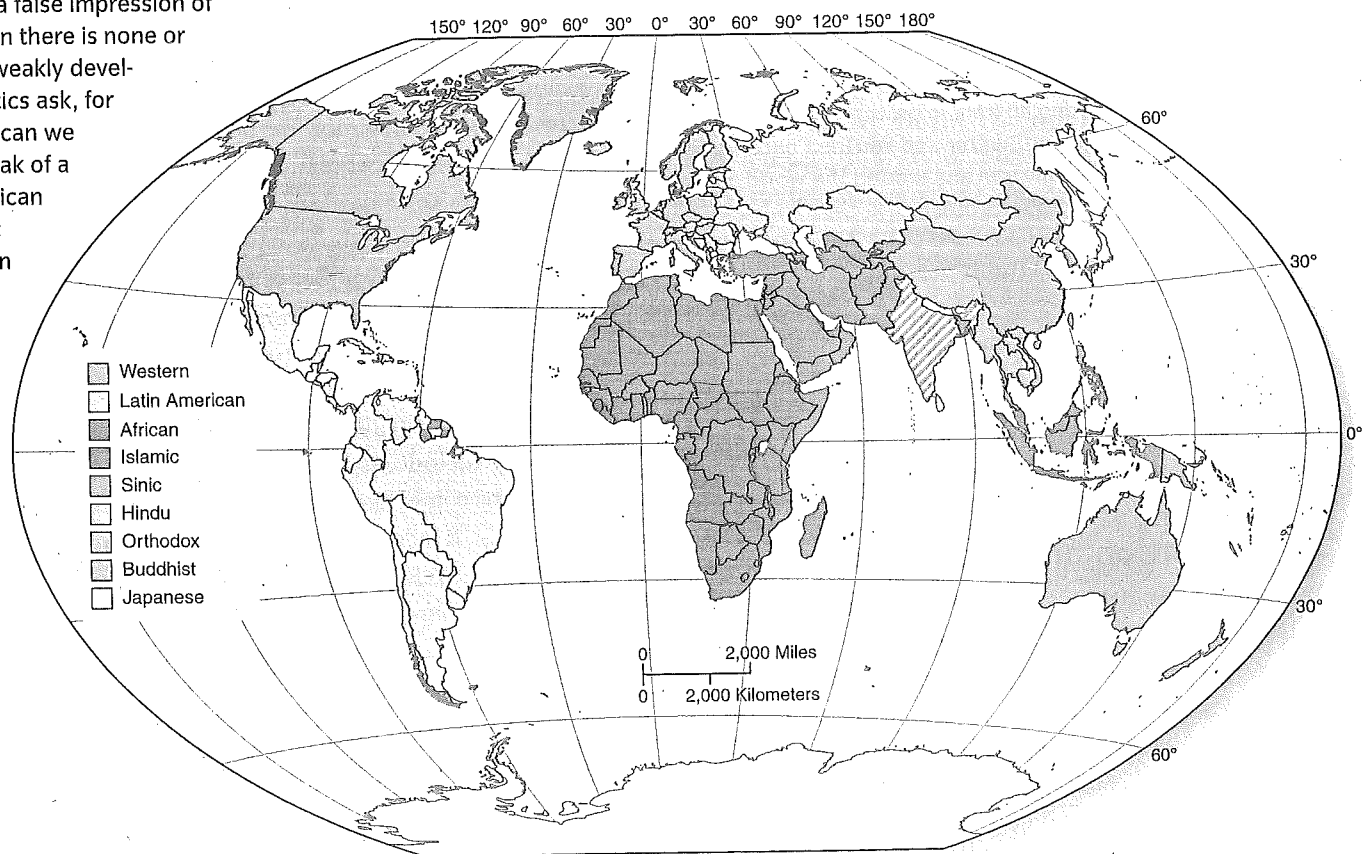 a false impression of
n there is none or
weakly devel-
tics ask, for
can we
ak of a
ican
n
150° 120° 90° 60° 30° 0° 30° 60° 90° 120° 150° 180°
60°
30°
0°
30°
60°
Western
Latin American
African
Islamic
Sinic
Hindu
Orthodox
Buddhist
Japanese
0 2,000 Miles
0 2,000 Kilometers